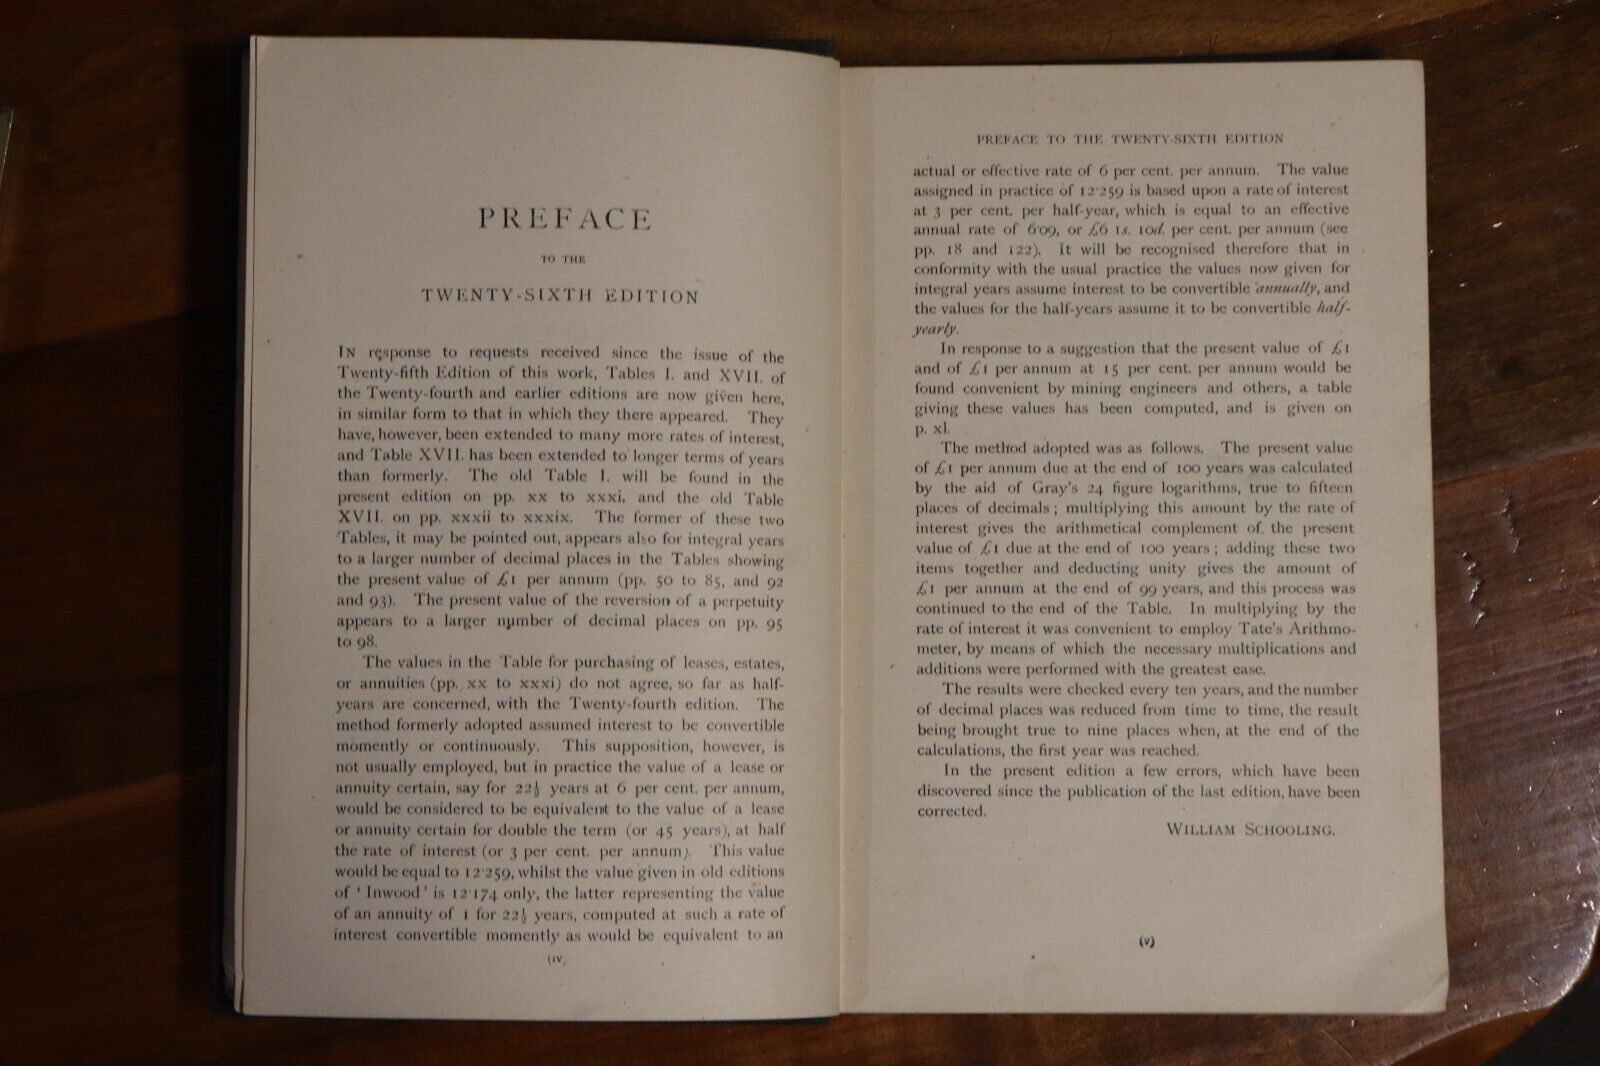 PREFACE
TO THE
TWENTY-SIXTH EDITION
IN response to requests received since the issue of the
Twenty-fifth Edition of this work, Tables I. and XVII. of
the Twenty-fourth and earlier editions are now given here,
in similar form to that in which they there appeared. They
have, however, been extended to many more rates of interest,
and Table XVII. has been extended to longer terms of years
than formerly. The old Table I. will be found in the
present edition on pp. xx to xxxi, and the old Table
XVII. on pp. xxxii to xxxix. The former of these two
Tables, it may be pointed out, appears also for integral years
to a larger number of decimal places in the Tables showing
the present value of £1 per annum (pp. 50 to 85, and 92
and 93). The present value of the reversion of a perpetuity
appears to a larger number of decimal places on pp. 95
to 98.
The values in the Table for purchasing of leases, estates,
or annuities (pp. xx to xxxi) do not agree, so far as half-
years are concerned, with the Twenty-fourth edition. The
method formerly adopted assumed interest to be convertible
momently or continuously. This supposition, however, is
not usually employed, but in practice the value of a lease or
annuity certain, say for 22½ years at 6 per cent. per annum,
would be considered to be equivalent to the value of a lease
or annuity certain for double the term (or 45 years), at half
the rate of interest (or 3 per cent. per annum). This value
would be equal to 12·259, whilst the value given in old editions
of ‘Inwood’ is 12·174 only, the latter representing the value
of an annuity of 1 for 22½ years, computed at such a rate of
interest convertible momently as would be equivalent to an
(iv
PREFACE TO THE TWENTY-SIXTH EDITION
actual or effective rate of 6 per cent. per annum. The value
assigned in practice of 12·259 is based upon a rate of interest
at 3 per cent. per half-year, which is equal to an effective
annual rate of 6·09, or £6 1s. 10d. per cent. per annum (see
pp. 18 and 122). It will be recognised therefore that in
conformity with the usual practice the values now given for
integral years assume interest to be convertible annually, and
the values for the half-years assume it to be convertible half-
yearly.
In response to a suggestion that the present value of £1
and of £1 per annum at 15 per cent. per annum would be
found convenient by mining engineers and others, a table
giving these values has been computed, and is given on
p. xl.
The method adopted was as follows. The present value
of £1 per annum due at the end of 100 years was calculated
by the aid of Gray's 24 figure logarithms, true to fifteen
places of decimals; multiplying this amount by the rate of
interest gives the arithmetical complement of the present
value of £1 due at the end of 100 years; adding these two
items together and deducting unity gives the amount of
£1 per annum at the end of 99 years, and this process was
continued to the end of the Table. In multiplying by the
rate of interest it was convenient to employ Tate's Arithmo-
meter, by means of which the necessary multiplications and
additions were performed with the greatest ease.
The results were checked every ten years, and the number
of decimal places was reduced from time to time, the result
being brought true to nine places when, at the end of the
calculations, the first year was reached.
In the present edition a few errors, which have been
discovered since the publication of the last edition, have been
corrected.
WILLIAM SCHOOLING.
(v)